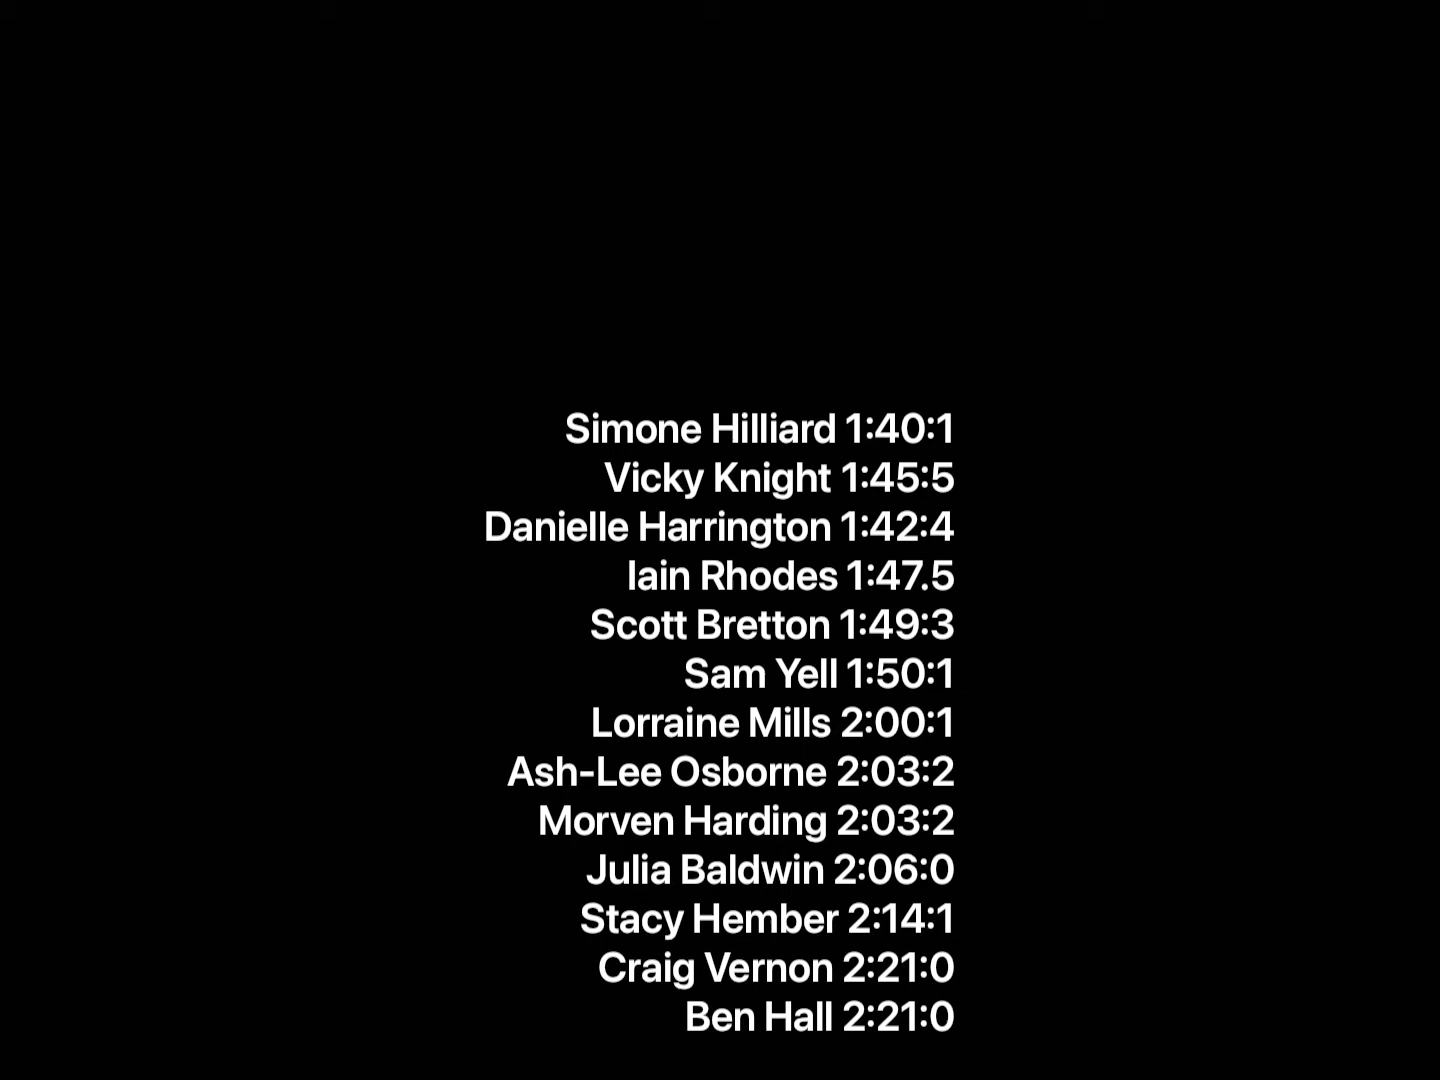 Simone Hilliard 1:40:1
Vicky Knight 1:45:5
Danielle Harrington 1:42:4
Iain Rhodes 1:47.5
Scott Bretton 1:49:3
Sam Yell 1:50:1
Lorraine Mills 2:00:1
Ash-Lee Osborne 2:03:2
Morven Harding 2:03:2
Julia Baldwin 2:06:0
Stacy Hember 2:14:1
Craig Vernon 2:21:0
Ben Hall 2:21:0